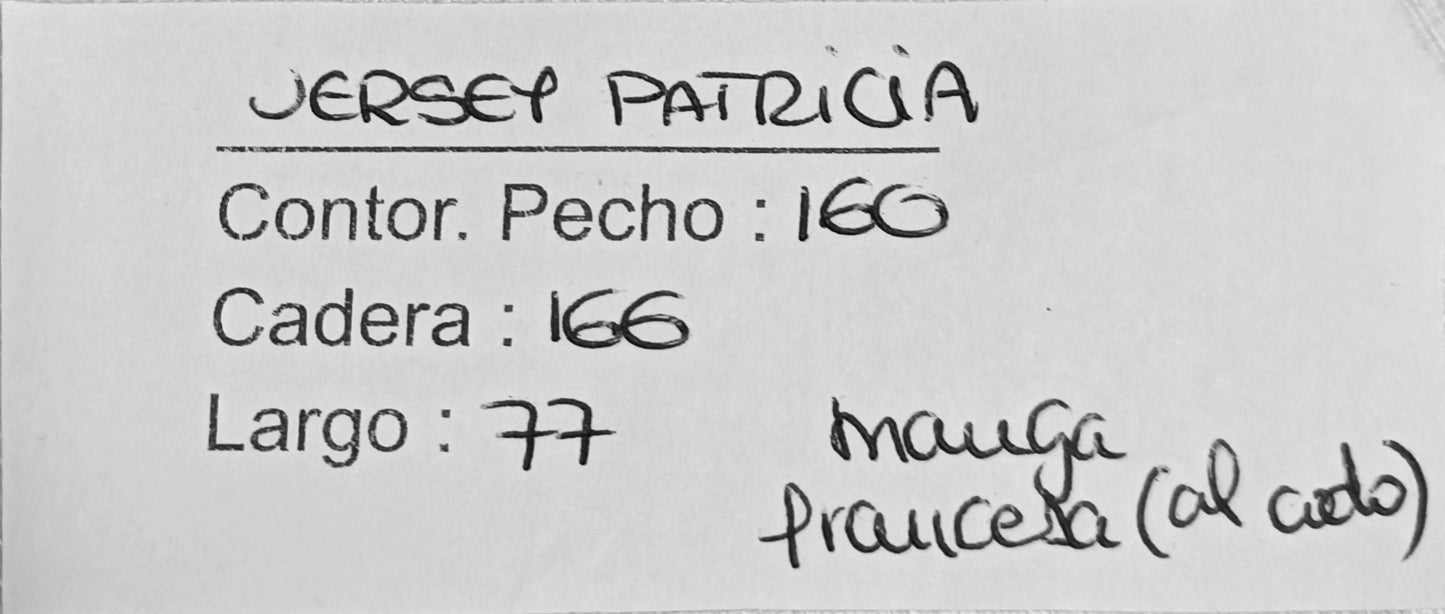 JERSEY PATRICIA
Contor. Pecho : 160
Cadera : 166
Largo : 77
manga
francesa (al codo)